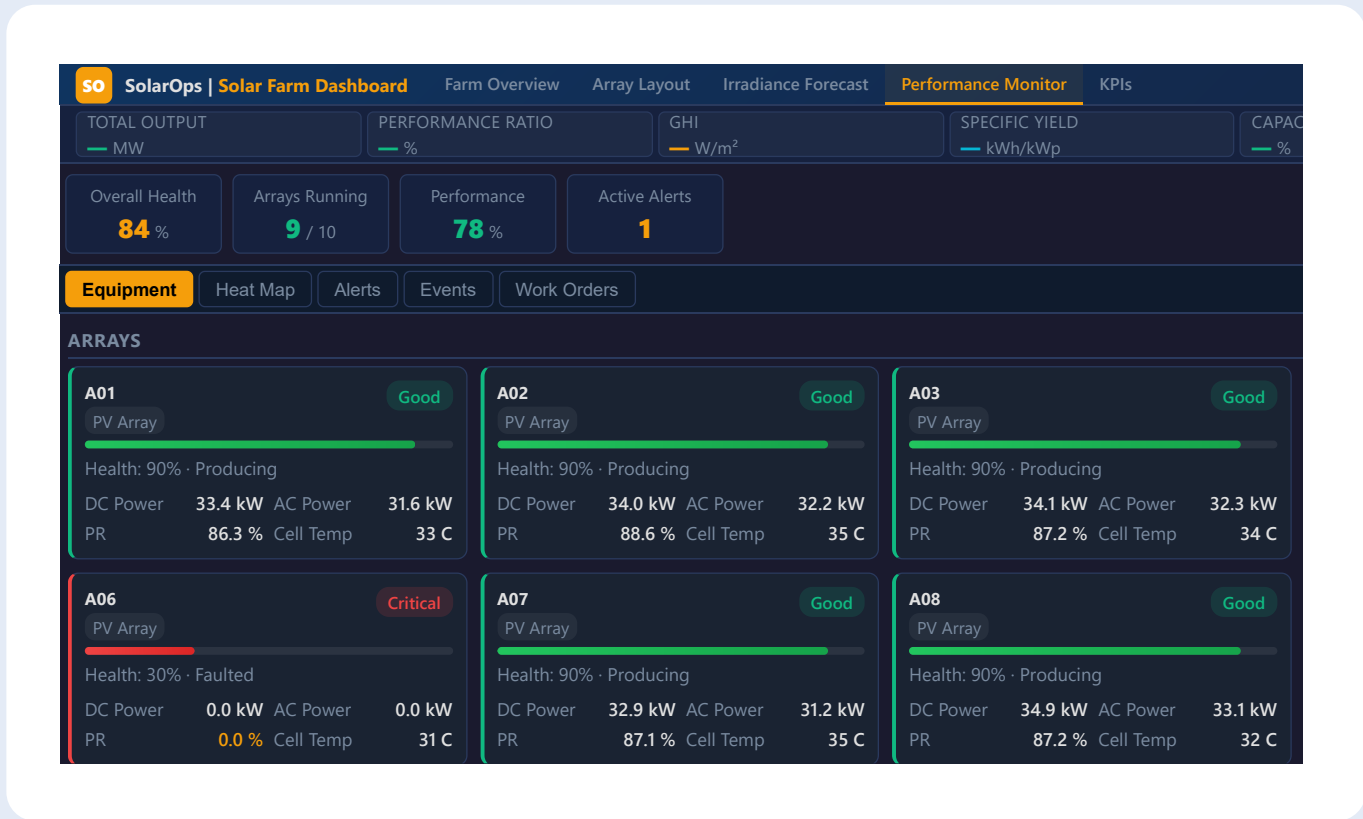 SO SolarOps | Solar Farm Dashboard Farm Overview Array Layout Irradiance Forecast Performance Monitor KPIs
TOTAL OUTPUT PERFORMANCE RATIO GHI SPECIFIC YIELD CAPAC
— MW — % — W/m² — kWh/kWp — %
Overall Health Arrays Running Performance Active Alerts
84 % 9 / 10 78 % 1
Equipment Heat Map Alerts Events Work Orders
ARRAYS
A01 Good
PV Array
Health: 90% · Producing
DC Power 33.4 kW AC Power 31.6 kW
PR 86.3 % Cell Temp 33 C
A02 Good
PV Array
Health: 90% · Producing
DC Power 34.0 kW AC Power 32.2 kW
PR 88.6 % Cell Temp 35 C
A03 Good
PV Array
Health: 90% · Producing
DC Power 34.1 kW AC Power 32.3 kW
PR 87.2 % Cell Temp 34 C
A06 Critical
PV Array
Health: 30% · Faulted
DC Power 0.0 kW AC Power 0.0 kW
PR 0.0 % Cell Temp 31 C
A07 Good
PV Array
Health: 90% · Producing
DC Power 32.9 kW AC Power 31.2 kW
PR 87.1 % Cell Temp 35 C
A08 Good
PV Array
Health: 90% · Producing
DC Power 34.9 kW AC Power 33.1 kW
PR 87.2 % Cell Temp 32 C